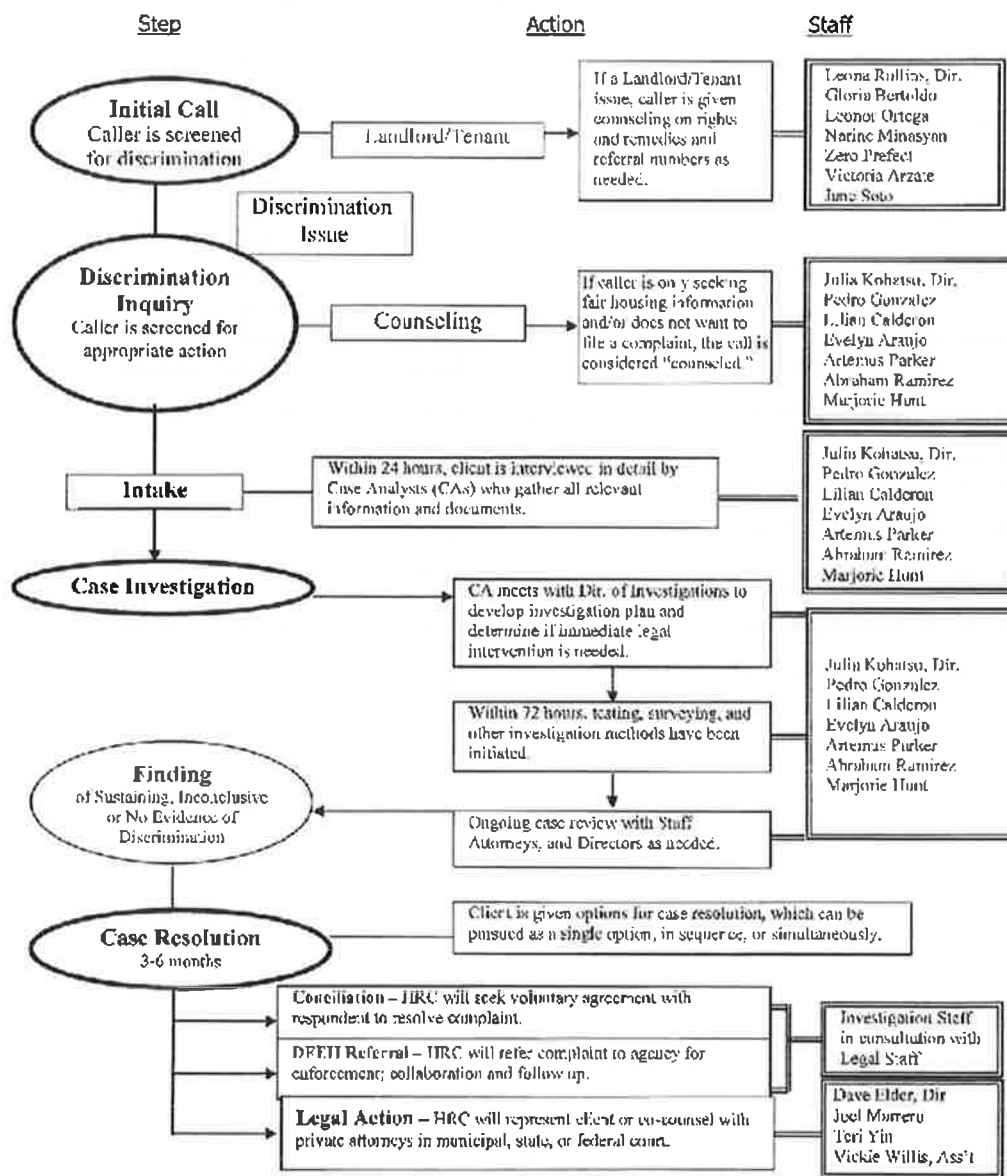 Step
Action
Staff
Initial Call
Caller is screened
for discrimination
Landlord/Tenant
If a Landlord/Tenant
issue, caller is given
counseling on rights
and remedies and
referral numbers as
needed.
Leona Rollins, Dir.
Gloria Bertoldo
Leonor Ortega
Narine Minasyan
Zero Prefect
Victoria Arzate
June Soto
Discrimination
Issue
Discrimination
Inquiry
Caller is screened for
appropriate action
Counseling
If caller is only seeking
fair housing information
and/or does not want to
file a complaint, the call is
considered "counseled."
Julia Kohatsu, Dir.
Pedro Gonzalez
Lilian Calderon
Evelyn Araujo
Artemus Parker
Abraham Ramirez
Marjorie Hunt
Intake
Within 24 hours, client is interviewed in detail by
Case Analysts (CAs) who gather all relevant
information and documents.
Julia Kohatsu, Dir.
Pedro Gonzalez
Lilian Calderon
Evelyn Araujo
Artemus Parker
Abraham Ramirez
Marjorie Hunt
Case Investigation
CA meets with Dir. of Investigations to
develop investigation plan and
determine if immediate legal
intervention is needed.
Within 72 hours, testing, surveying, and
other investigation methods have been
initiated.
Ongoing case review with Staff
Attorneys, and Directors as needed.
Julia Kohatsu, Dir.
Pedro Gonzalez
Lilian Calderon
Evelyn Araujo
Artemus Parker
Abraham Ramirez
Marjorie Hunt
Finding
of Sustaining, Inconclusive
or No Evidence of
Discrimination
Case Resolution
3-6 months
Client is given options for case resolution, which can be
pursued as a single option, in sequence, or simultaneously.
Conciliation – HRC will seek voluntary agreement with
respondent to resolve complaint.
DFEH Referral – HRC will refer complaint to agency for
enforcement; collaboration and follow up.
Investigation Staff
in consultation with
Legal Staff
Legal Action – HRC will represent client or co-counsel with
private attorneys in municipal, state, or federal court.
Dave Elder, Dir
Joel Marrero
Teri Yin
Vickie Willis, Ass't